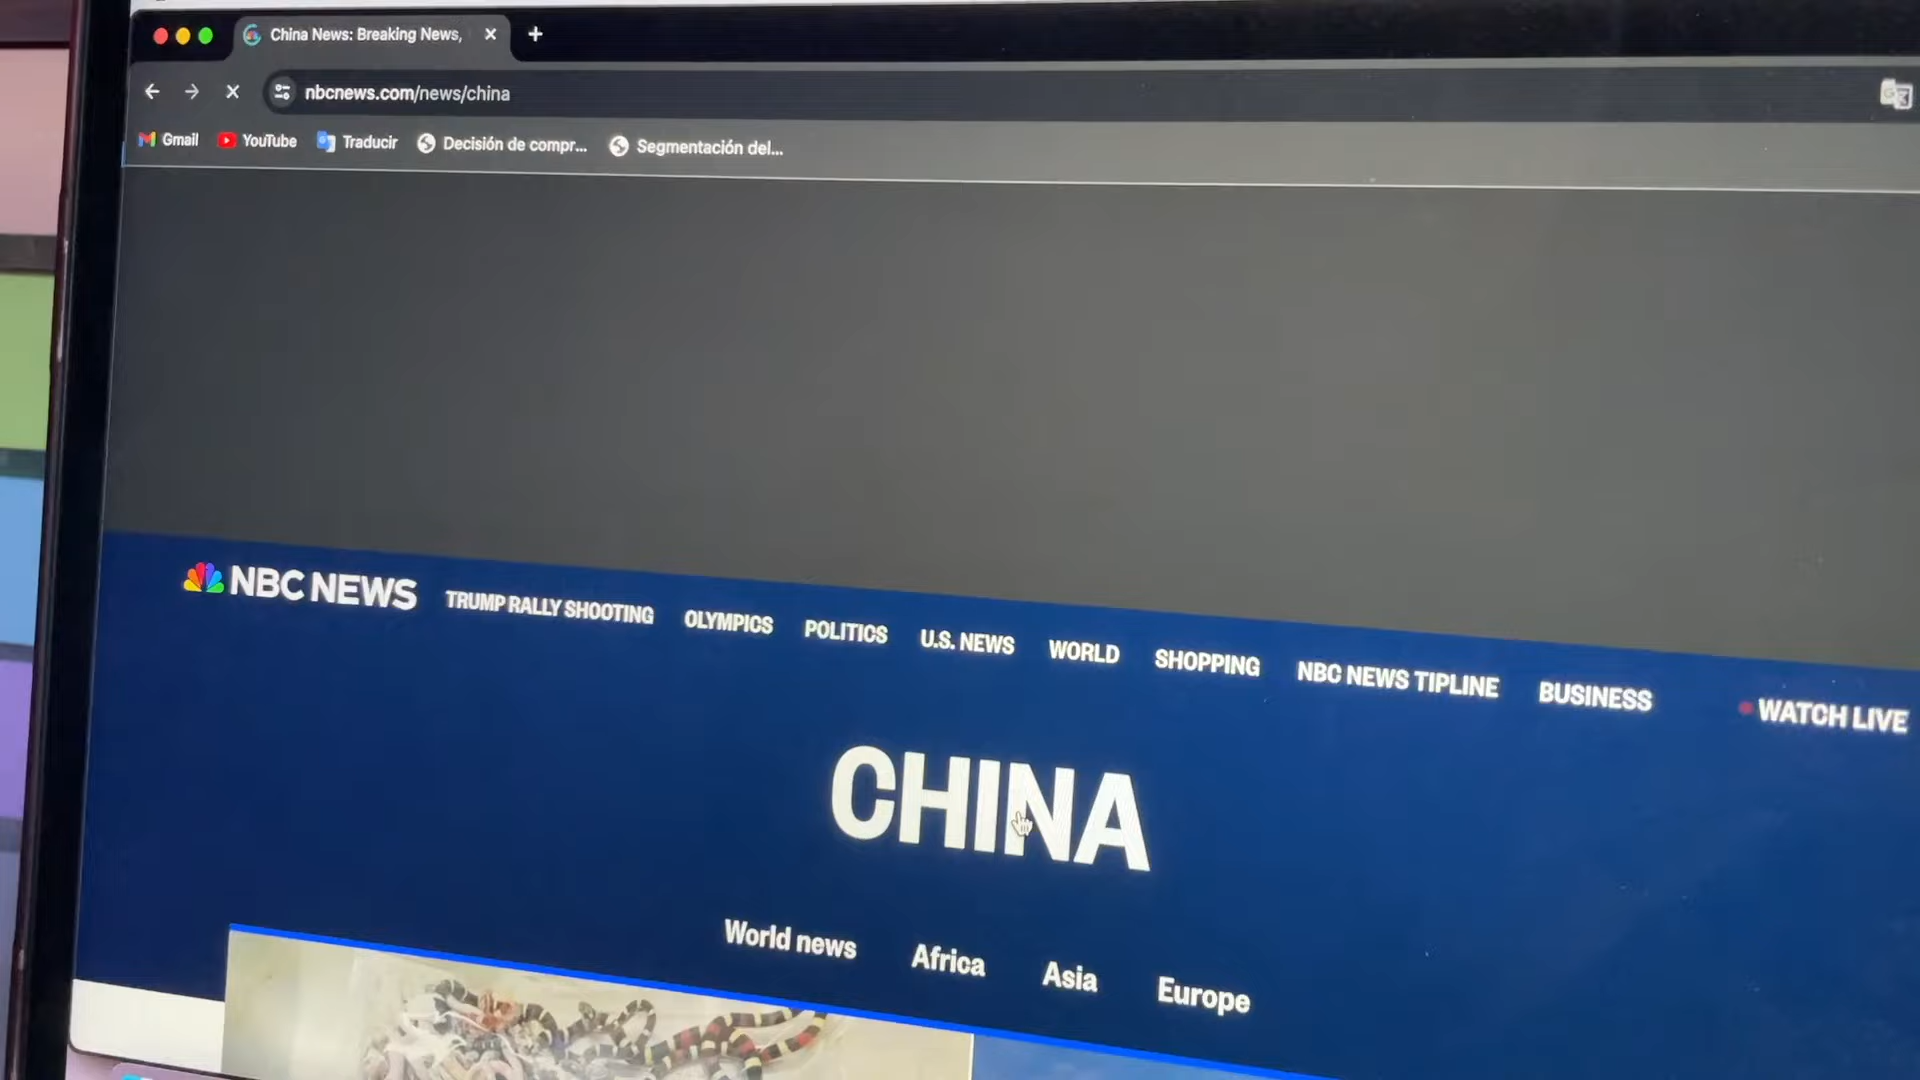 China News: Breaking News,
nbcnews.com/news/china
Gmail YouTube Traducir Decisión de compr... Segmentación del...
NBC NEWS TRUMP RALLY SHOOTING OLYMPICS POLITICS U.S. NEWS WORLD SHOPPING NBC NEWS TIPLINE BUSINESS WATCH LIVE
CHINA
World news Africa Asia Europe